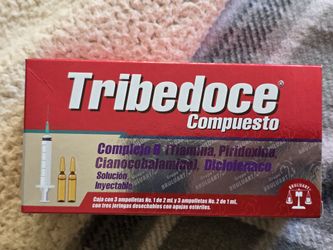 Tribedoce®
Compuesto
Complejo B (Tiamina, Piridoxina,
Cianocobalamina), Diclofenaco
Solución
Inyectable
BRULUART
Caja con 3 ampolletas No. 1 de 2 ml y 3 ampolletas No. 2 de 1 ml,
con tres jeringas desechables con agujas estériles.